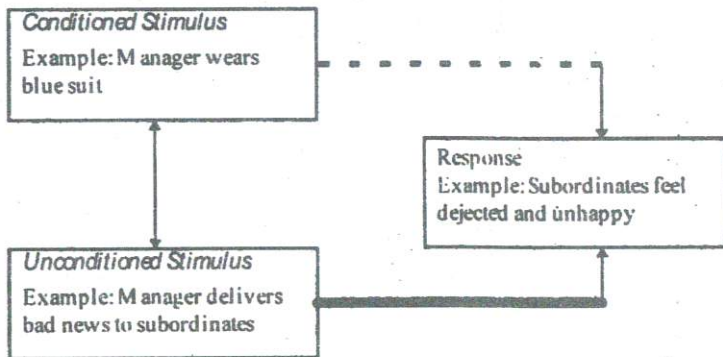 Conditioned Stimulus
Example: Manager wears
blue suit
Response
Example: Subordinates feel
dejected and unhappy
Unconditioned Stimulus
Example: Manager delivers
bad news to subordinates